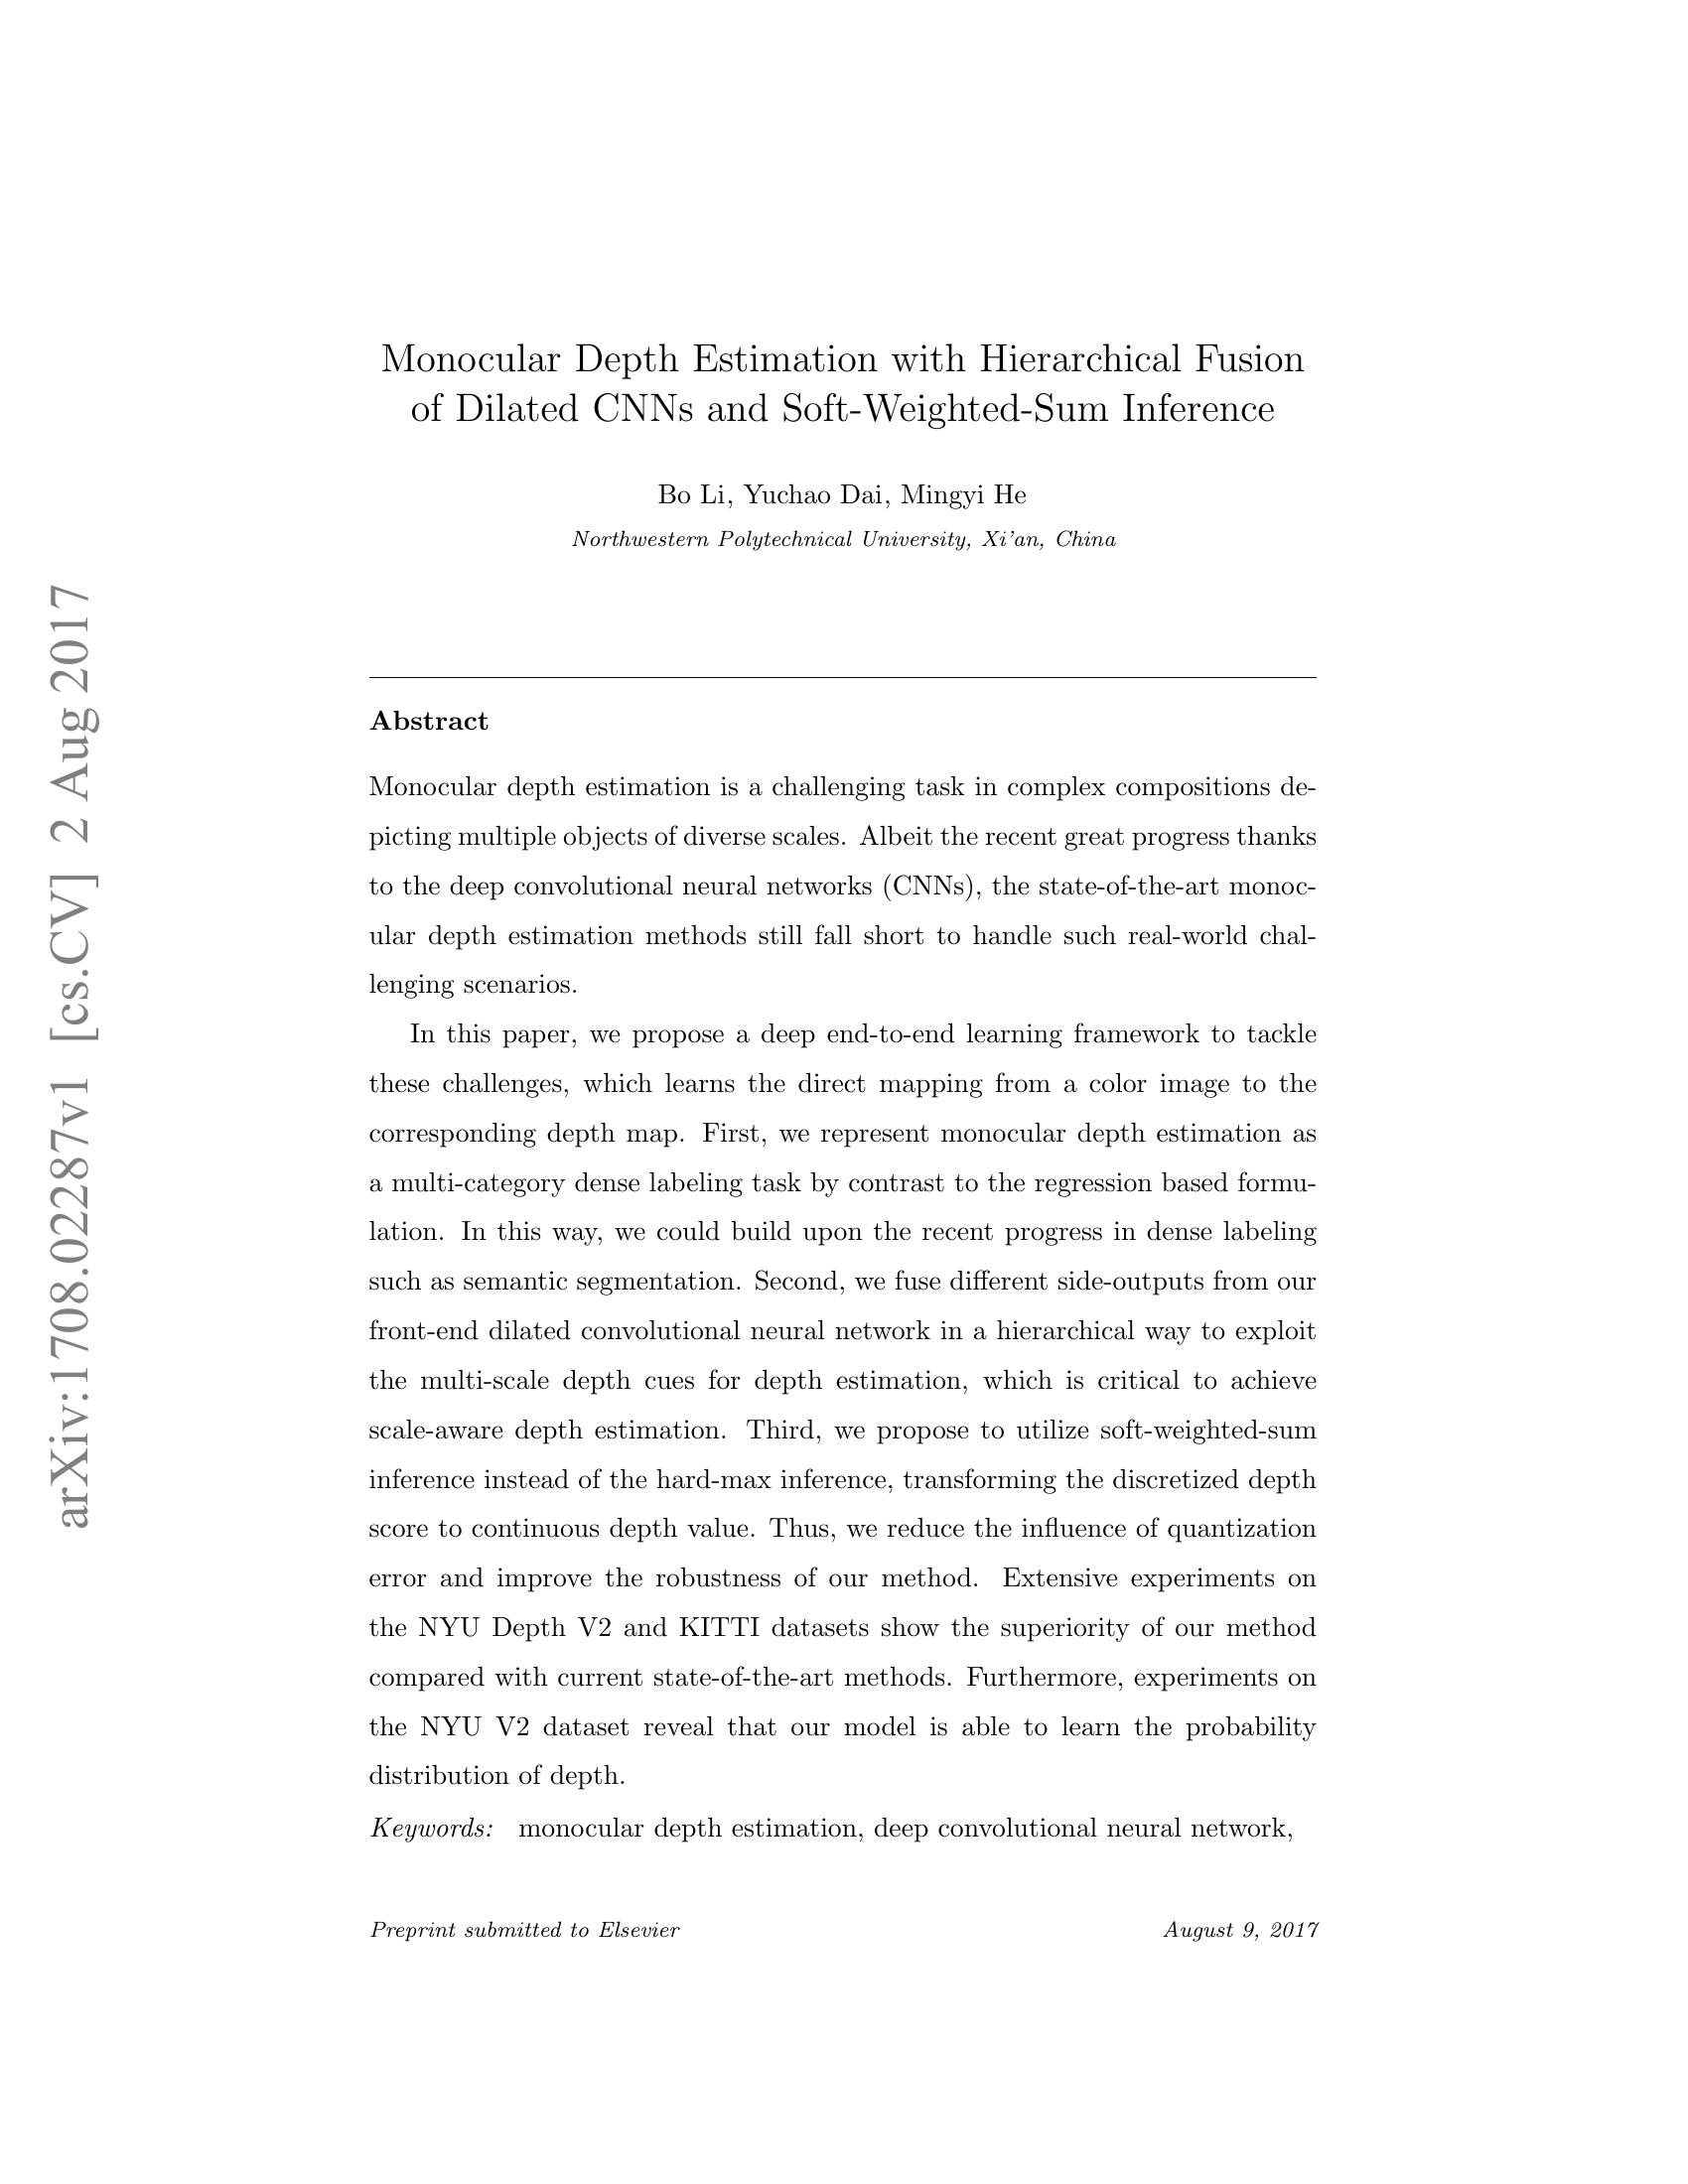 Monocular Depth Estimation with Hierarchical Fusion
of Dilated CNNs and Soft-Weighted-Sum Inference
Bo Li, Yuchao Dai, Mingyi He
Northwestern Polytechnical University, Xi'an, China
arXiv:1708.02287v1 [cs.CV] 2 Aug 2017
Abstract
Monocular depth estimation is a challenging task in complex compositions de-
picting multiple objects of diverse scales. Albeit the recent great progress thanks
to the deep convolutional neural networks (CNNs), the state-of-the-art monoc-
ular depth estimation methods still fall short to handle such real-world chal-
lenging scenarios.
In this paper, we propose a deep end-to-end learning framework to tackle
these challenges, which learns the direct mapping from a color image to the
corresponding depth map. First, we represent monocular depth estimation as
a multi-category dense labeling task by contrast to the regression based formu-
lation. In this way, we could build upon the recent progress in dense labeling
such as semantic segmentation. Second, we fuse different side-outputs from our
front-end dilated convolutional neural network in a hierarchical way to exploit
the multi-scale depth cues for depth estimation, which is critical to achieve
scale-aware depth estimation. Third, we propose to utilize soft-weighted-sum
inference instead of the hard-max inference, transforming the discretized depth
score to continuous depth value. Thus, we reduce the influence of quantization
error and improve the robustness of our method. Extensive experiments on
the NYU Depth V2 and KITTI datasets show the superiority of our method
compared with current state-of-the-art methods. Furthermore, experiments on
the NYU V2 dataset reveal that our model is able to learn the probability
distribution of depth.
Keywords: monocular depth estimation, deep convolutional neural network,
Preprint submitted to Elsevier August 9, 2017